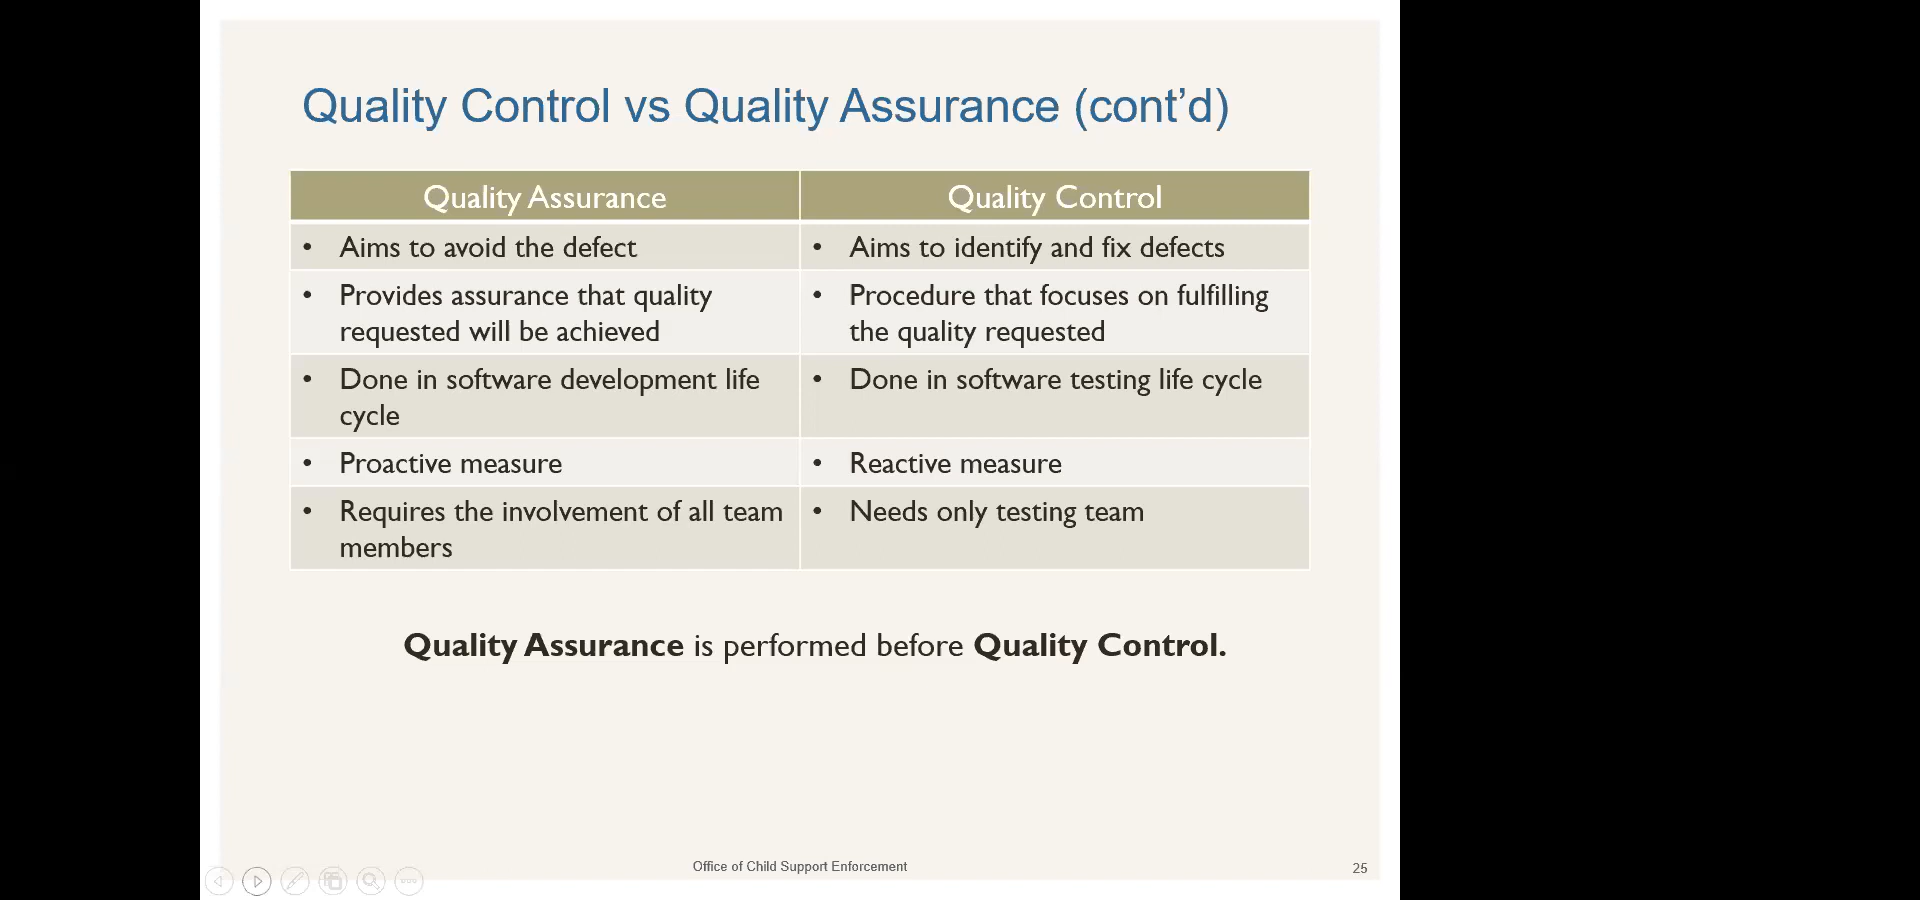 Quality Control vs Quality Assurance (cont’d)
Quality Assurance
Quality Control
• Aims to avoid the defect
• Aims to identify and fix defects
• Provides assurance that quality
requested will be achieved
• Procedure that focuses on fulfilling
the quality requested
• Done in software development life
cycle
• Done in software testing life cycle
• Proactive measure
• Reactive measure
• Requires the involvement of all team
members
• Needs only testing team
Quality Assurance is performed before Quality Control.
Office of Child Support Enforcement
25